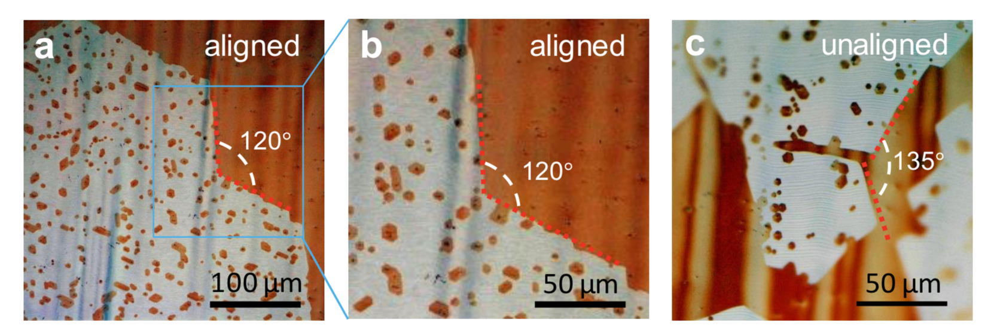 a aligned
120°
100 µm
b aligned
120°
50 µm
c unaligned
135°
50 µm